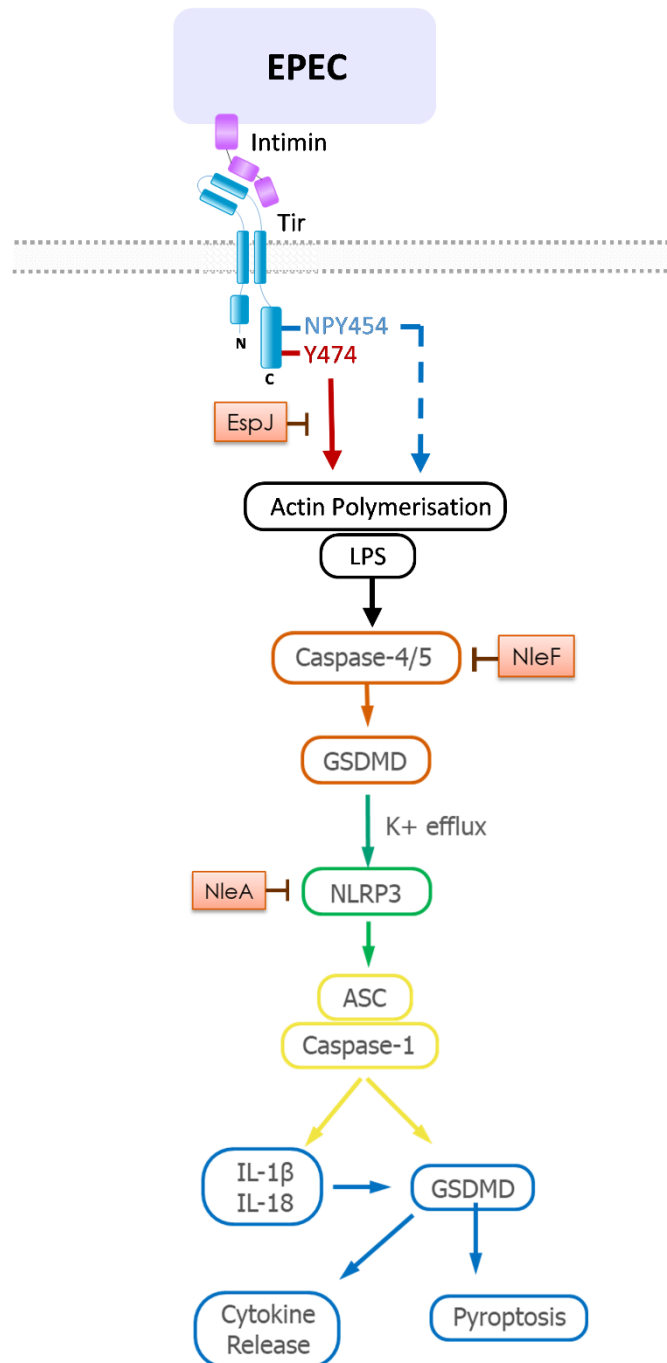 EPEC
Intimin
Tir
N
NPY454
Y474
C
EspJ
Actin Polymerisation
LPS
Caspase-4/5
NleF
GSDMD
K+ efflux
NleA
NLRP3
ASC
Caspase-1
IL-1β
IL-18
GSDMD
Cytokine
Release
Pyroptosis